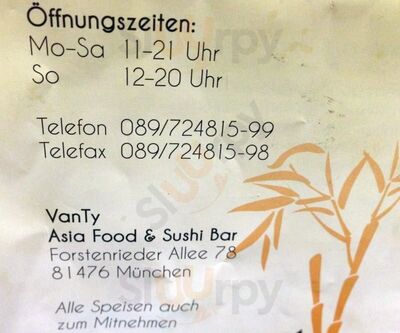 Öffnungszeiten:
Mo-Sa 11-21 Uhr
So 12-20 Uhr
Telefon 089/724815-99
Telefax 089/724815-98
VanTy
Asia Food & Sushi Bar
Forstenrieder Allee 78
81476 München
Alle Speisen auch
zum Mitnehmen